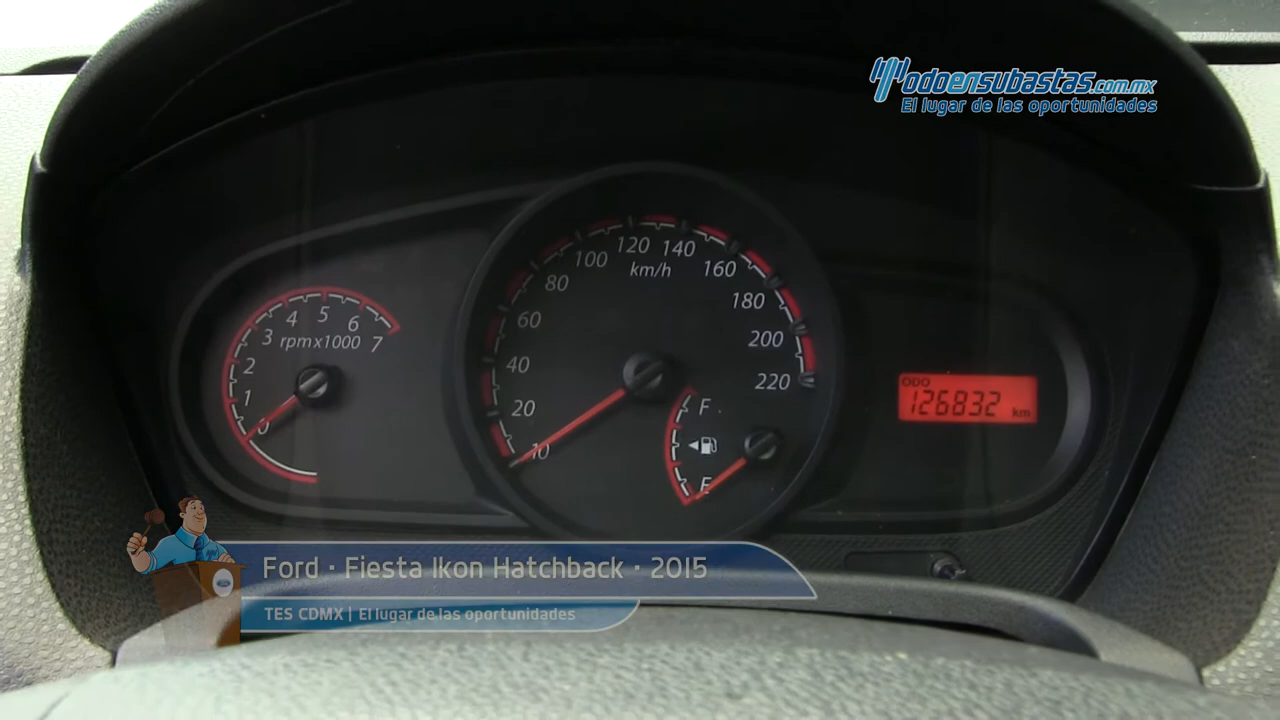 Todoensubastas.com.mx
El lugar de las oportunidades
120 140
100 160
km/h
80
180
60
200
40
220
20
10
4 5 6
3 rpmx1000 7
2
1
0
F
E
ODO
126832 km
Ford · Fiesta Ikon Hatchback · 2015
TES CDMX | El lugar de las oportunidades